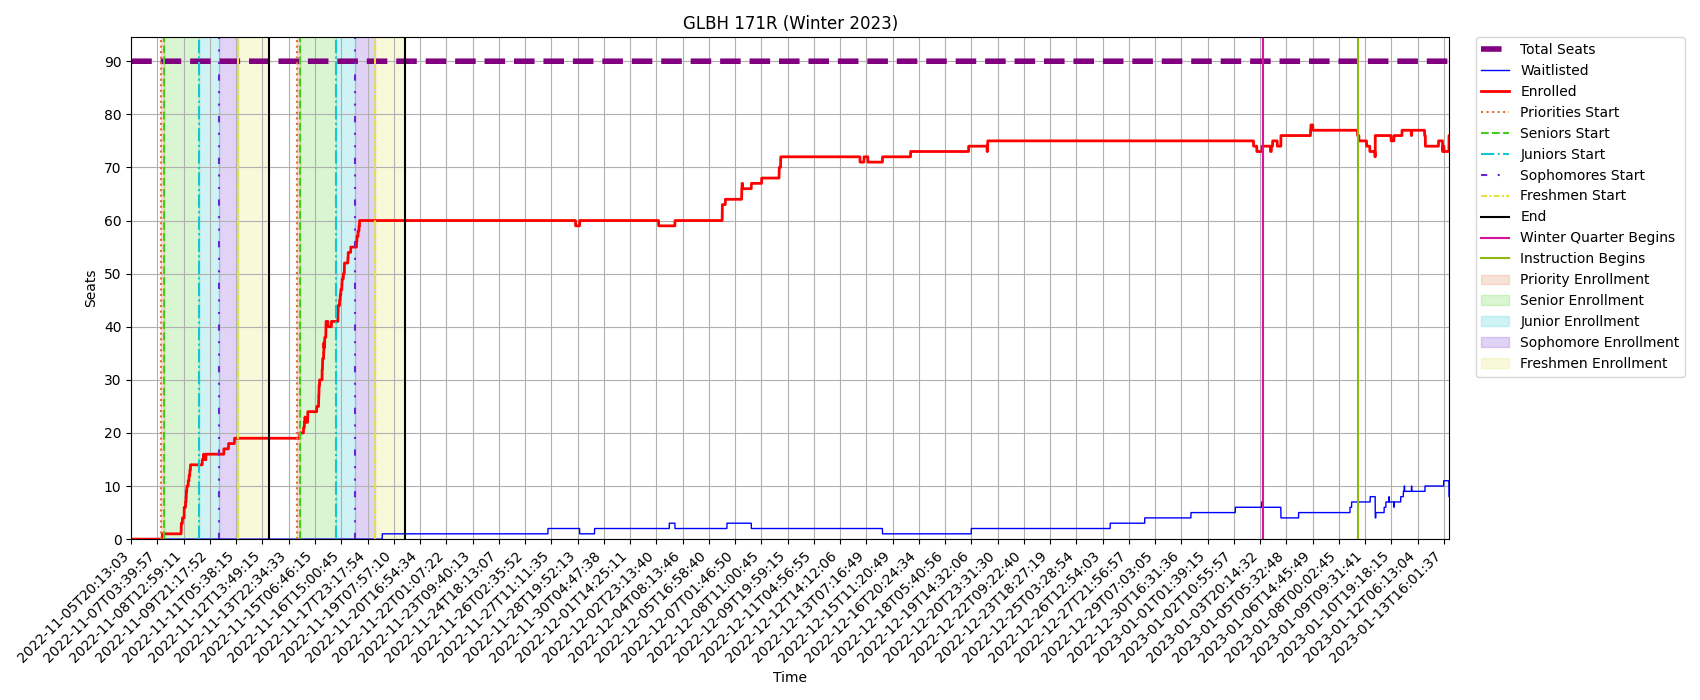 GLBH 171R (Winter 2023)
Seats
90
80
70
60
50
40
30
20
10
0
2022-11-05T20:13:03
2022-11-07T03:39:57
2022-11-08T12:59:11
2022-11-09T21:17:52
2022-11-11T05:38:15
2022-11-12T13:49:15
2022-11-13T22:34:33
2022-11-15T06:46:15
2022-11-16T15:00:45
2022-11-17T23:17:54
2022-11-19T07:57:10
2022-11-20T16:54:34
2022-11-22T01:07:22
2022-11-23T09:40:13
2022-11-24T18:13:07
2022-11-26T02:35:52
2022-11-27T11:11:35
2022-11-28T19:52:13
2022-11-30T04:47:38
2022-12-01T14:25:11
2022-12-02T23:13:40
2022-12-04T08:13:46
2022-12-05T16:58:40
2022-12-07T01:46:50
2022-12-08T11:00:45
2022-12-09T19:59:15
2022-12-11T04:56:55
2022-12-12T14:12:06
2022-12-13T07:16:49
2022-12-15T11:20:49
2022-12-16T20:24:34
2022-12-18T05:40:56
2022-12-19T14:32:06
2022-12-20T23:31:30
2022-12-22T09:22:40
2022-12-23T18:27:19
2022-12-25T03:28:54
2022-12-26T12:54:03
2022-12-27T21:56:57
2022-12-29T07:03:05
2022-12-30T16:31:36
2023-01-01T01:39:15
2023-01-02T10:55:57
2023-01-03T20:14:32
2023-01-05T05:32:48
2023-01-06T14:45:49
2023-01-08T00:02:45
2023-01-09T09:31:41
2023-01-10T19:18:15
2023-01-12T06:13:04
2023-01-13T16:01:37
Time
Total Seats
Waitlisted
Enrolled
Priorities Start
Seniors Start
Juniors Start
Sophomores Start
Freshmen Start
End
Winter Quarter Begins
Instruction Begins
Priority Enrollment
Senior Enrollment
Junior Enrollment
Sophomore Enrollment
Freshmen Enrollment